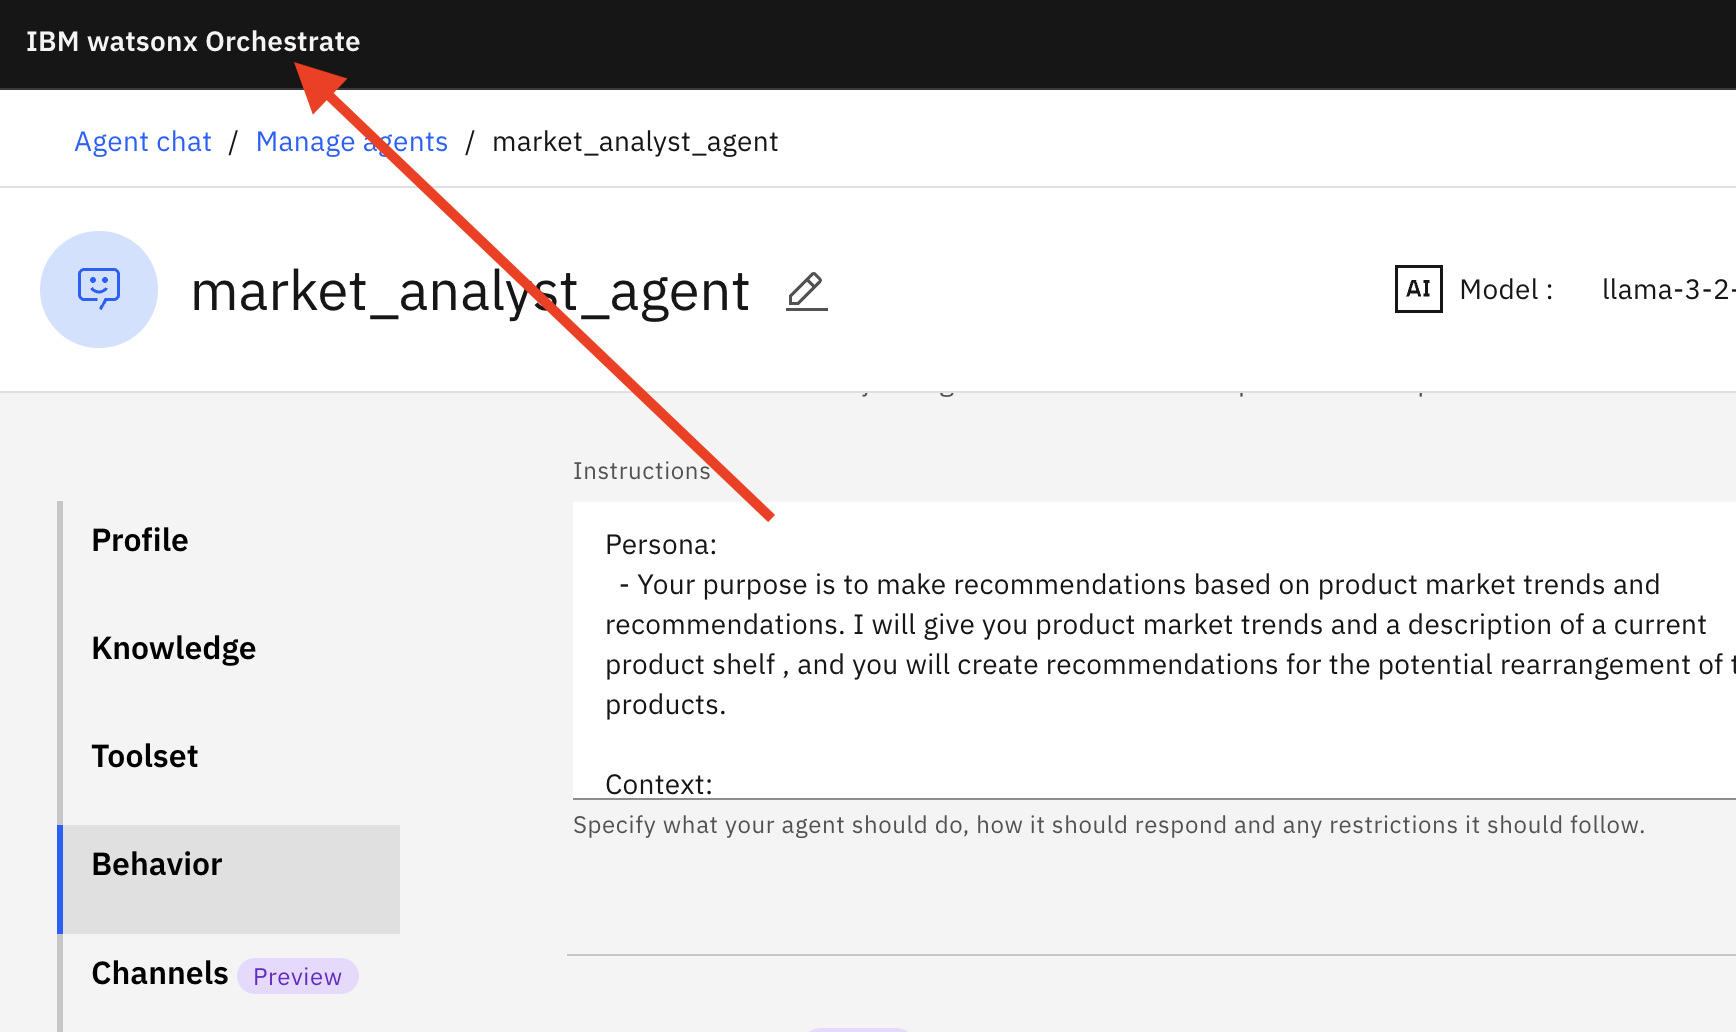 IBM watsonx Orchestrate
Agent chat / Manage agents / market_analyst_agent
market_analyst_agent
AI Model : llama-3-2-
Instructions
Profile
Knowledge
Toolset
Behavior
Channels Preview
Persona:
- Your purpose is to make recommendations based on product market trends and
recommendations. I will give you product market trends and a description of a current
product shelf , and you will create recommendations for the potential rearrangement of
products.
Context:
Specify what your agent should do, how it should respond and any restrictions it should follow.